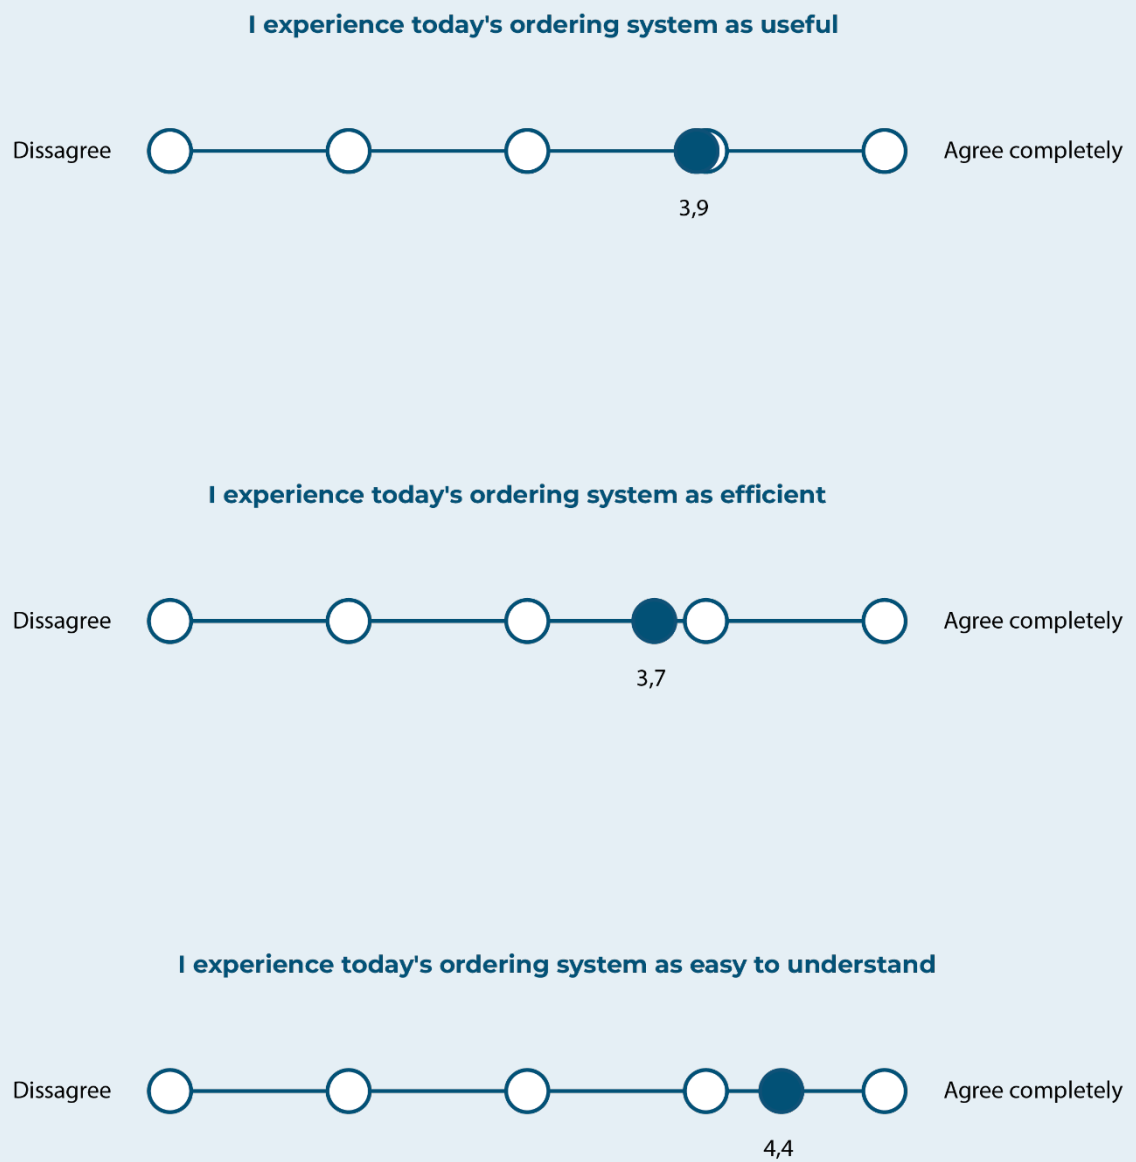 I experience today's ordering system as useful
Dissagree Agree completely
3,9
I experience today's ordering system as efficient
Dissagree Agree completely
3,7
I experience today's ordering system as easy to understand
Dissagree Agree completely
4,4